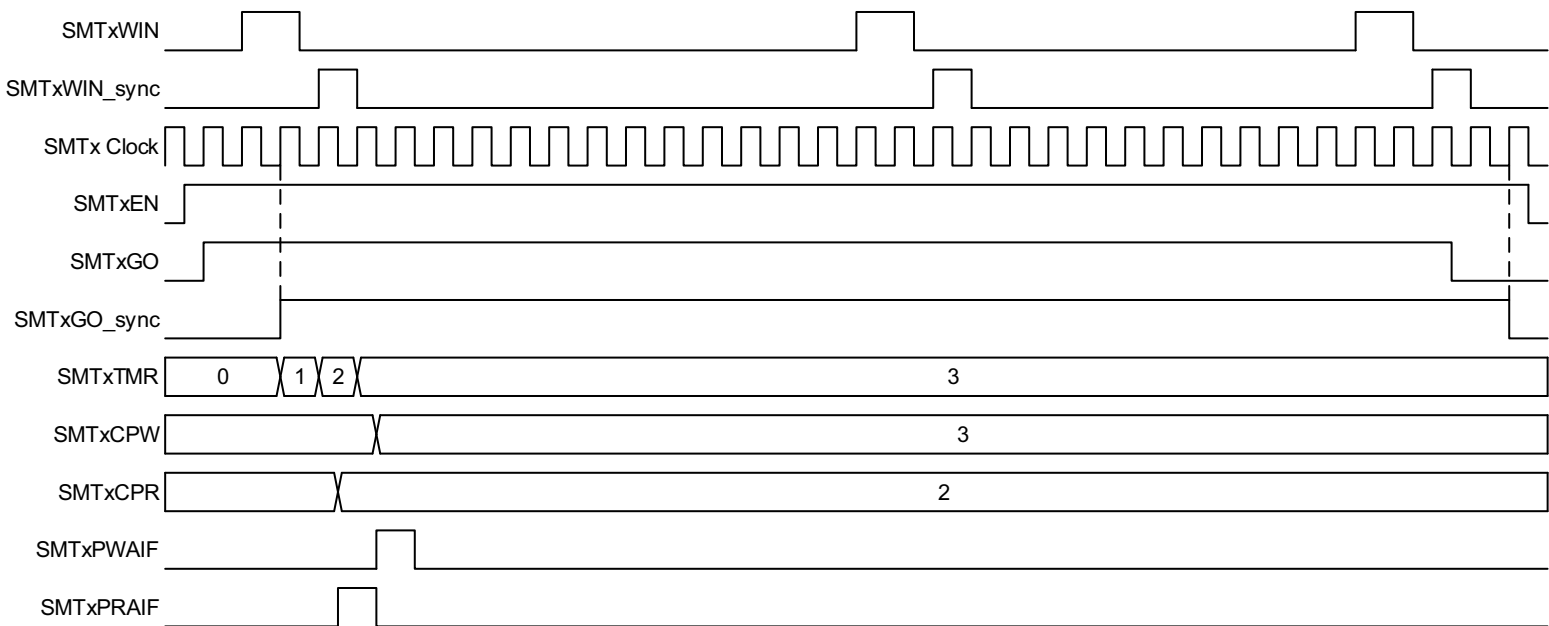 SMTxWIN
SMTxWIN_sync
SMTx Clock
SMTxEN
SMTxGO
SMTxGO_sync
SMTxTMR 0 1 2 3
SMTxCPW 3
SMTxCPR 2
SMTxPWAIF
SMTxPRAIF